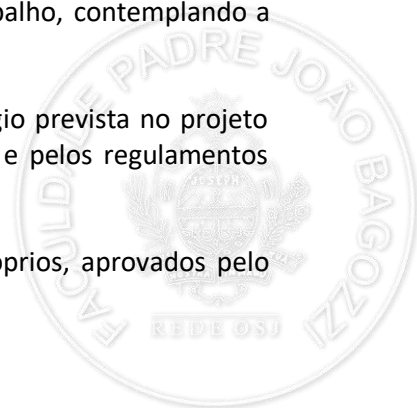 balho, contemplando a
gio prevista no projeto
e pelos regulamentos
óprios, aprovados pelo
FACULDADE PADRE JOÃO BAGOZZI
REDE OSJ